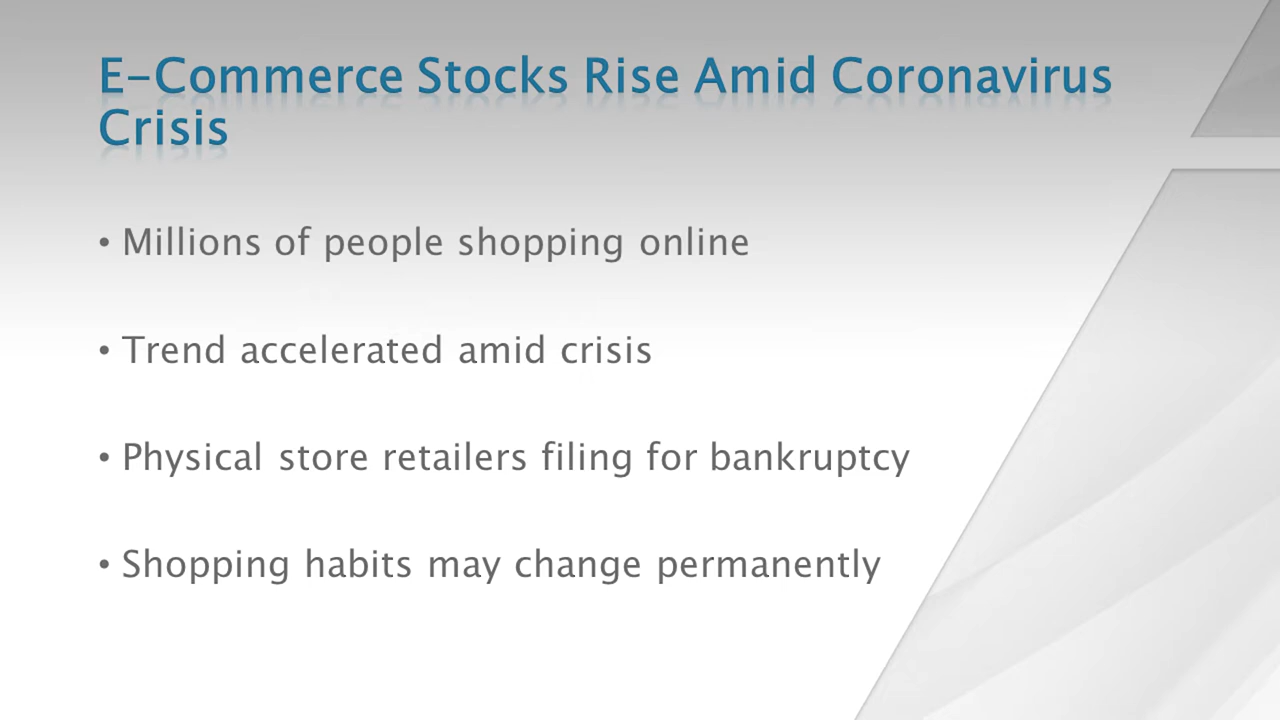 E-Commerce Stocks Rise Amid Coronavirus
Crisis
• Millions of people shopping online
• Trend accelerated amid crisis
• Physical store retailers filing for bankruptcy
• Shopping habits may change permanently